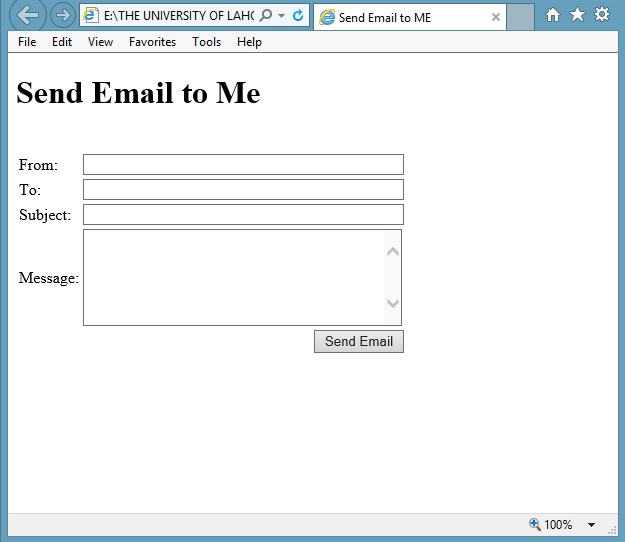 E:\THE UNIVERSITY OF LAHO
Send Email to ME
File Edit View Favorites Tools Help
Send Email to Me
From:
To:
Subject:
Message:
Send Email
100%